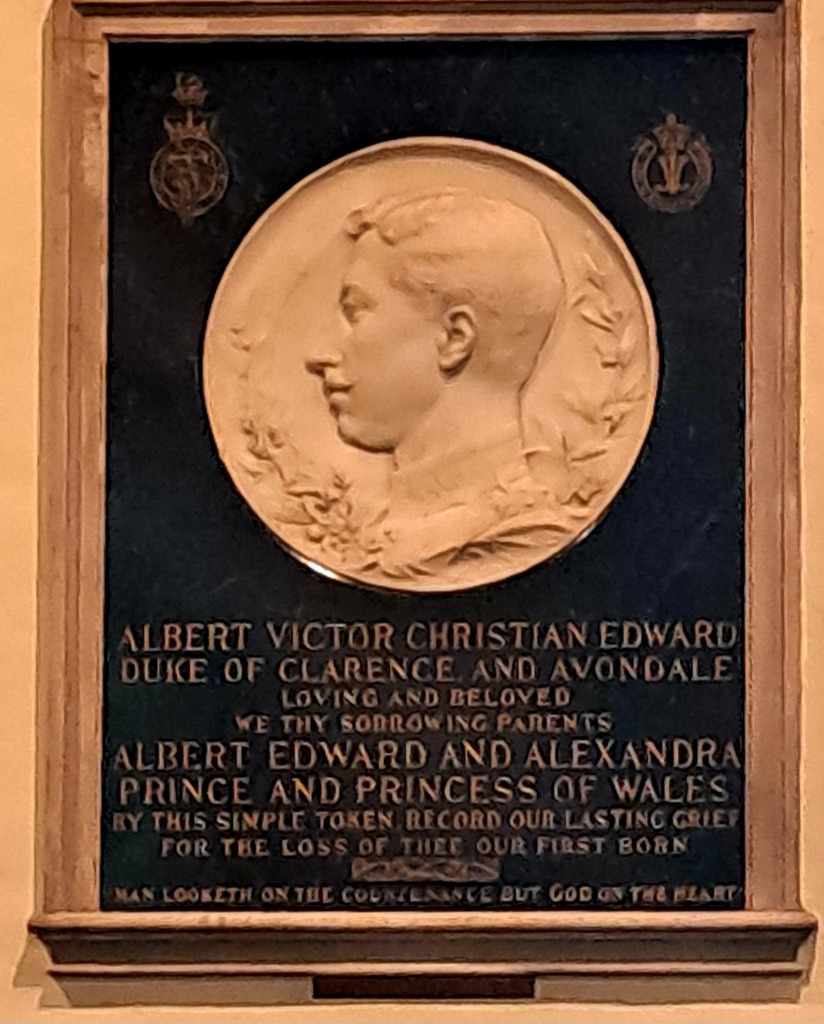 ALBERT VICTOR CHRISTIAN EDWARD
DUKE OF CLARENCE AND AVONDALE
LOVING AND BELOVED
WE THY SORROWING PARENTS
ALBERT EDWARD AND ALEXANDRA
PRINCE AND PRINCESS OF WALES
BY THIS SIMPLE TOKEN RECORD OUR LASTING GRIEF
FOR THE LOSS OF THEE OUR FIRST BORN
MAN LOOKETH ON THE COUNTENANCE BUT GOD ON THE HEART